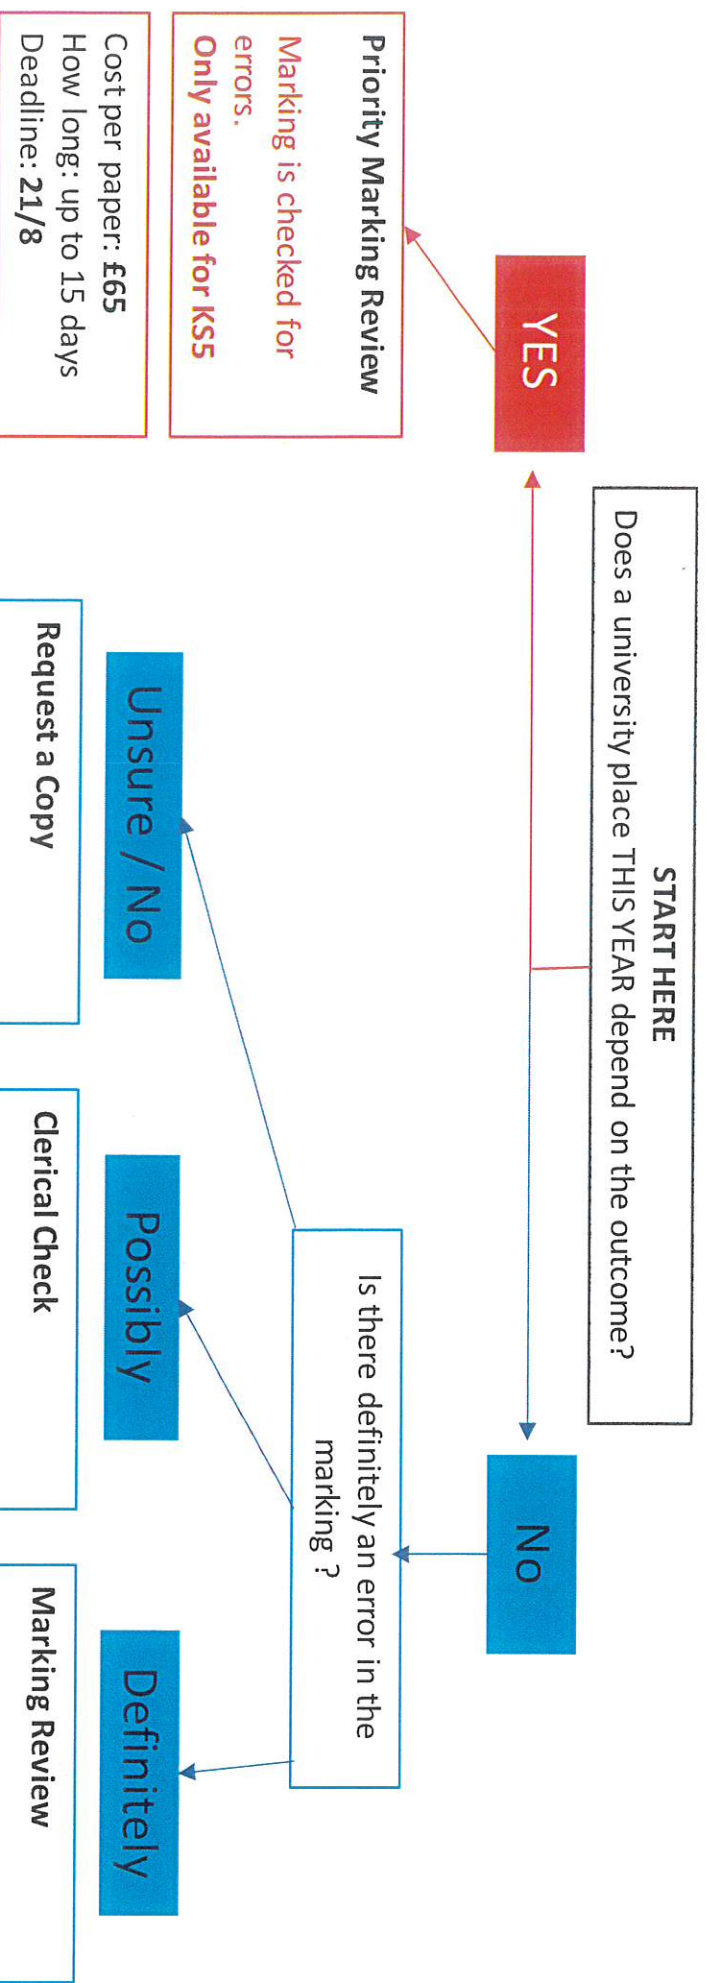 START HERE
Does a university place THIS YEAR depend on the outcome?
YES
No
Priority Marking Review
Marking is checked for
errors.
Only available for KS5
Cost per paper: £65
How long: up to 15 days
Deadline: 21/8
Is there definitely an error in the
marking ?
Unsure / No
Possibly
Definitely
Request a Copy
Clerical Check
Marking Review